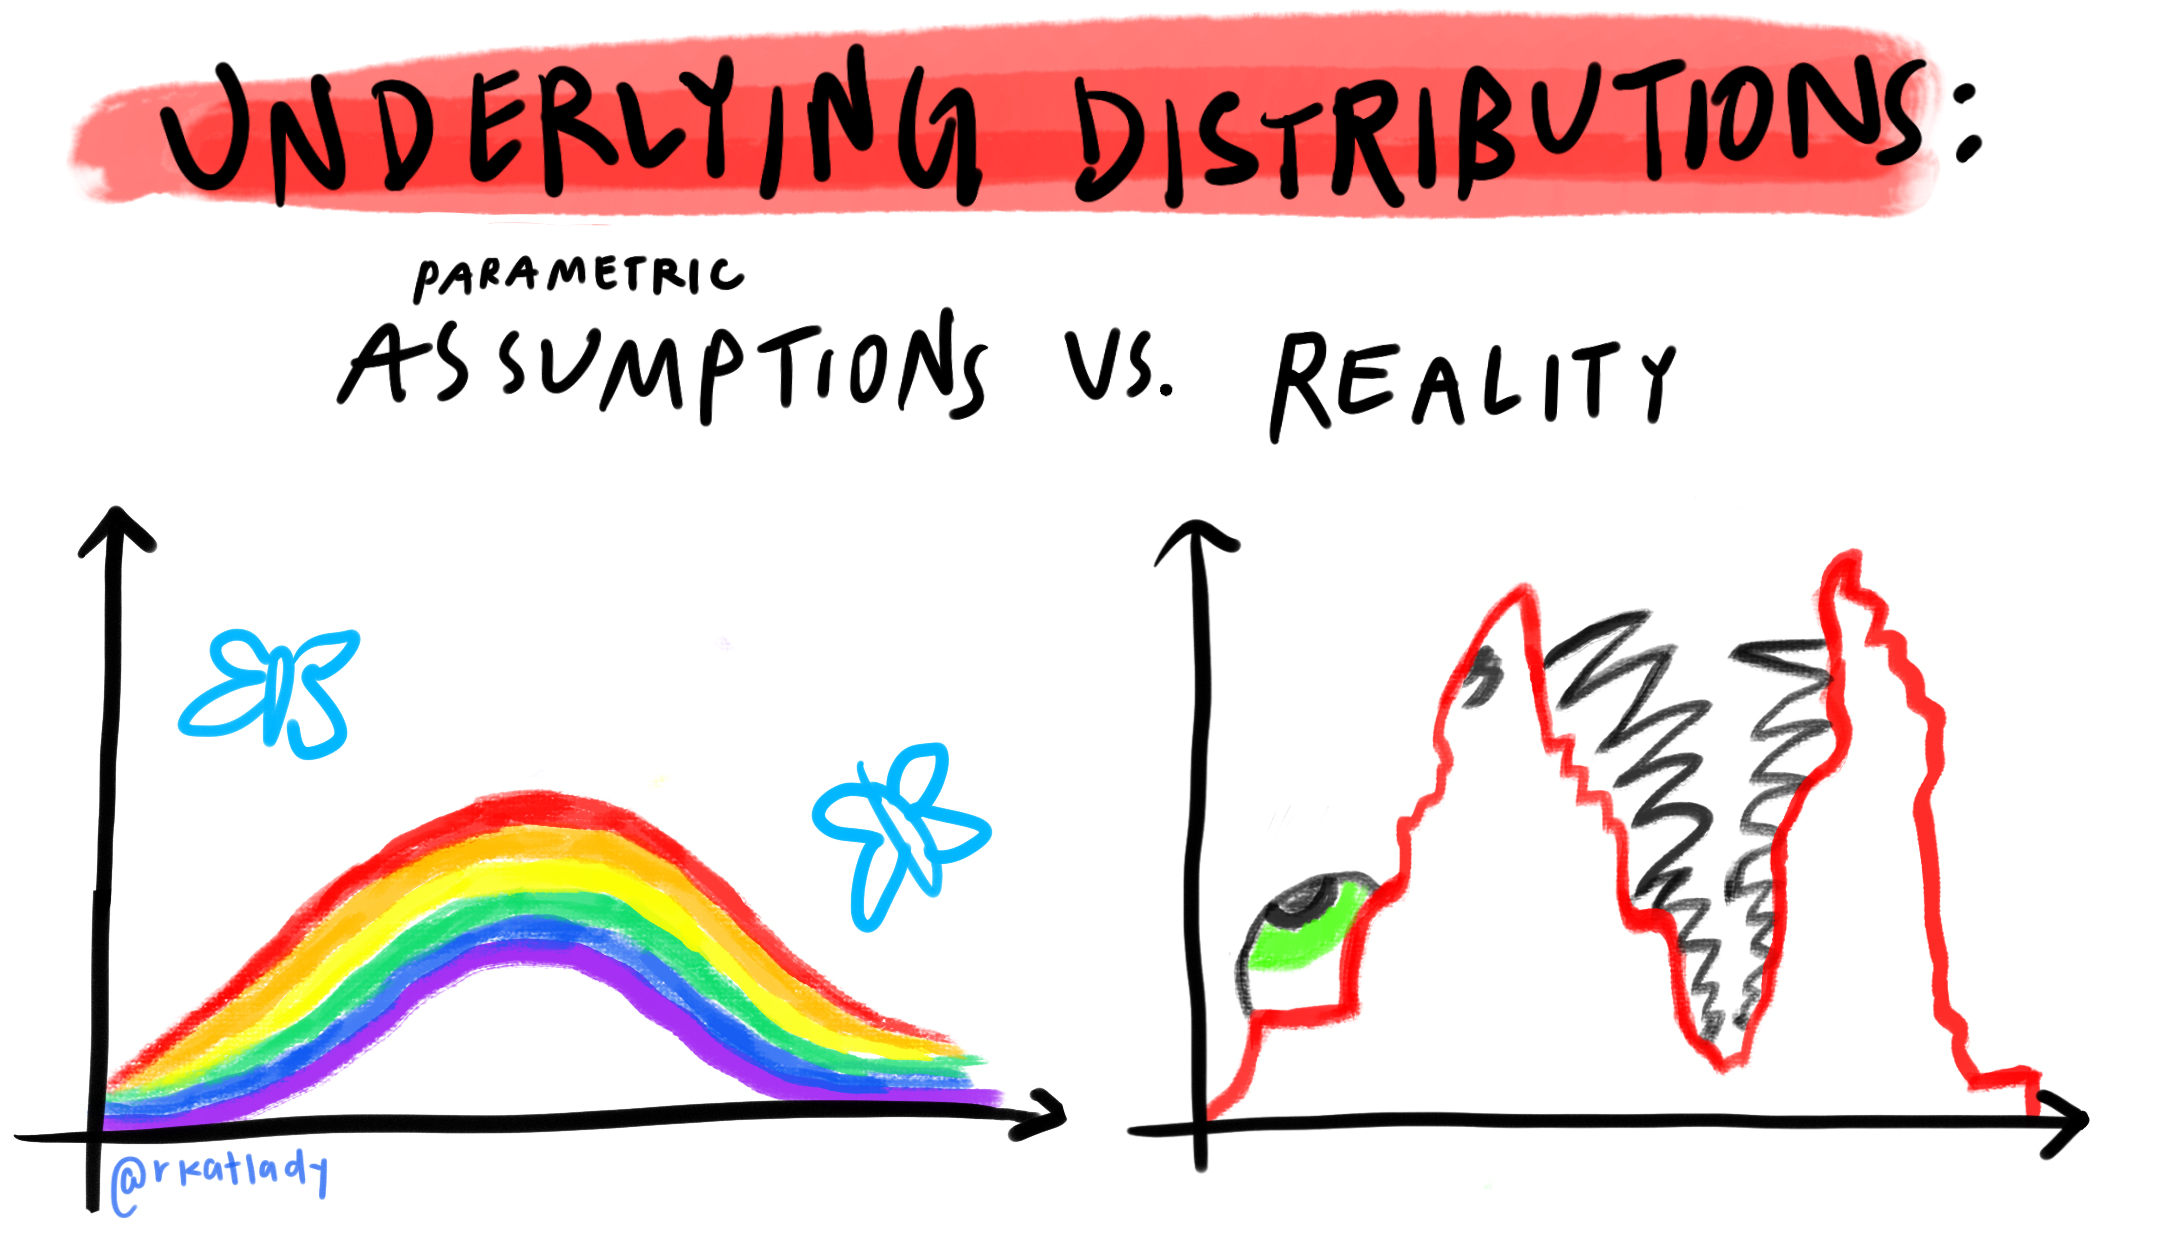 UNDERLYING DISTRIBUTIONS:
PARAMETRIC
ASSUMPTIONS VS. REALITY
@rkatlady